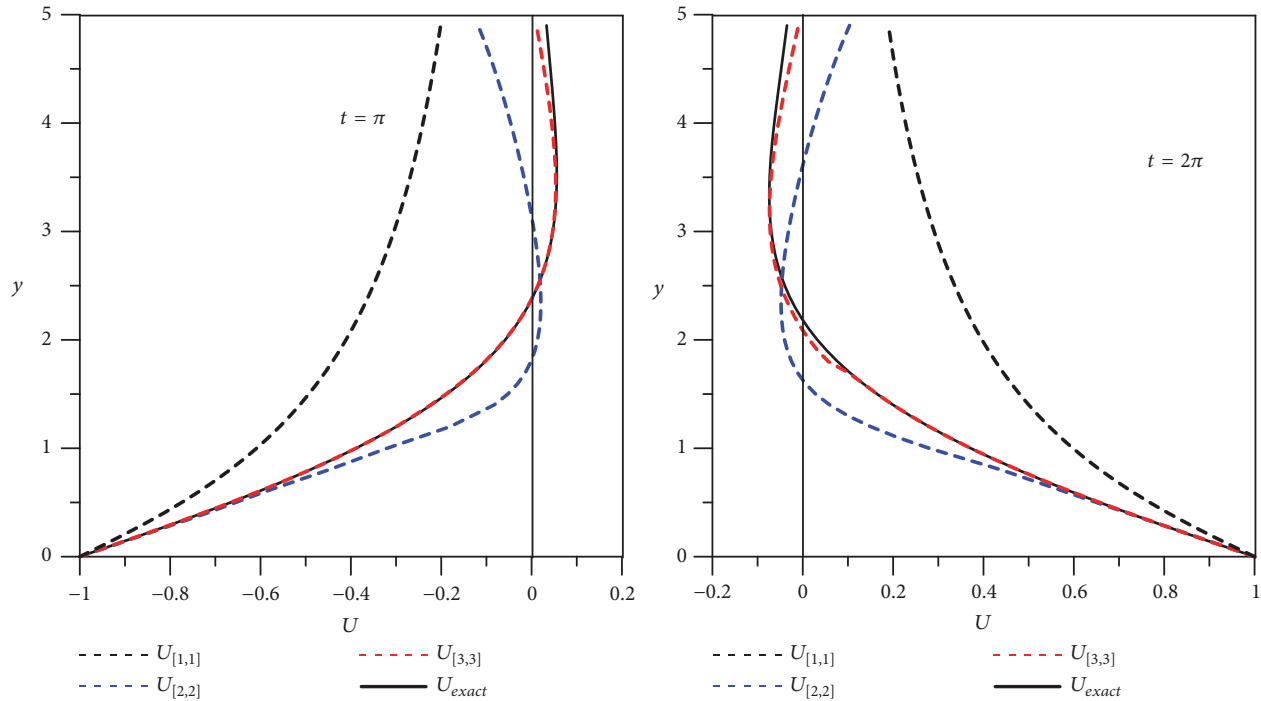 5
4
3
2
1
0
y
t = π
−1
−0.8
−0.6
−0.4
−0.2
0
0.2
U
U[1,1]
U[3,3]
U[2,2]
Uexact
5
4
3
2
1
0
y
t = 2π
−0.2
0
0.2
0.4
0.6
0.8
1
U
U[1,1]
U[3,3]
U[2,2]
Uexact